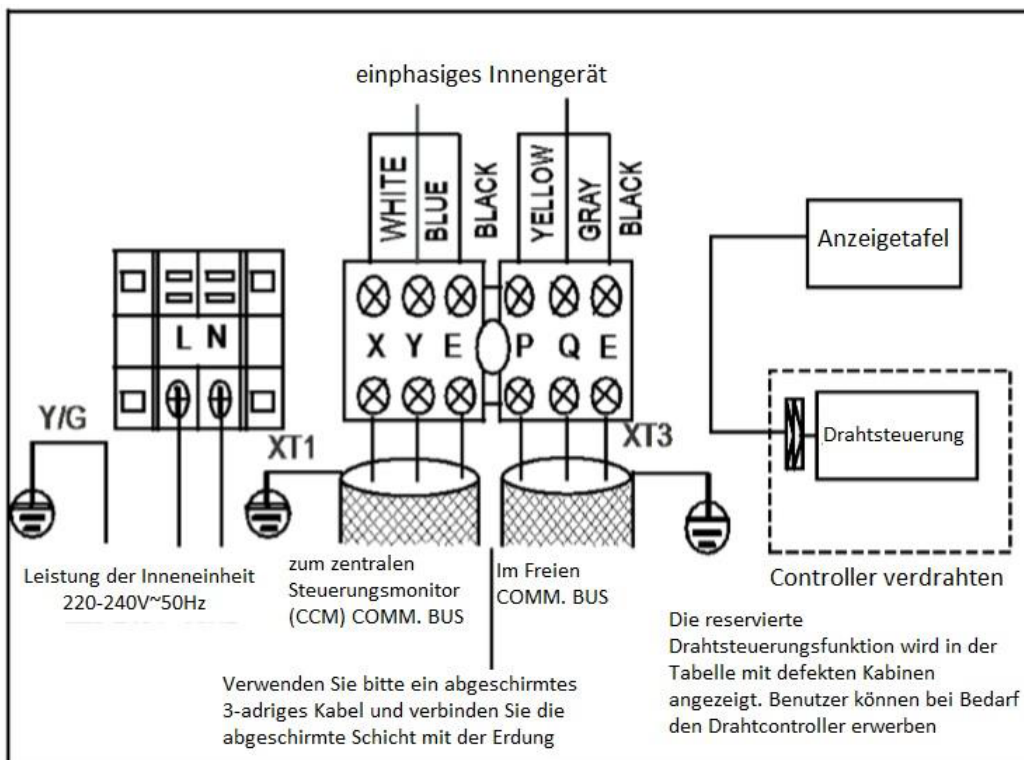 einphasiges Innengerät
WHITE
BLUE
BLACK
YELLOW
GRAY
BLACK
Anzeigetafel
L N
X Y E P Q E
Y/G
XT1
XT3
Drahtsteuerung
Leistung der Inneneinheit
220-240V~50Hz
zum zentralen
Steuerungsmonitor
(CCM) COMM. BUS
Im Freien
COMM. BUS
Controller verdrahten
Verwenden Sie bitte ein abgeschirmtes
3-adriges Kabel und verbinden Sie die
abgeschirmte Schicht mit der Erdung
Die reservierte
Drahtsteuerungsfunktion wird in der
Tabelle mit defekten Kabinen
angezeigt. Benutzer können bei Bedarf
den Drahtcontroller erwerben